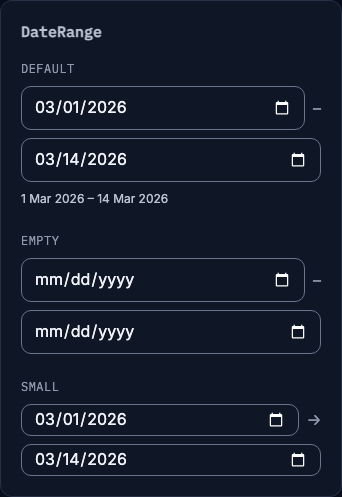 DateRange
DEFAULT
03/01/2026 –
03/14/2026
1 Mar 2026 – 14 Mar 2026
EMPTY
mm/dd/yyyy –
mm/dd/yyyy
SMALL
03/01/2026 →
03/14/2026